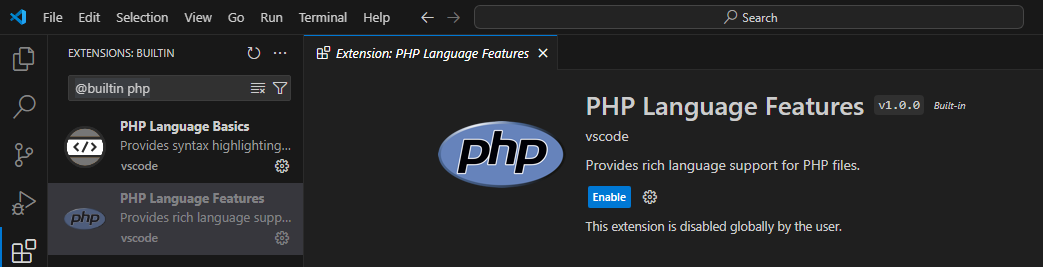 File Edit Selection View Go Run Terminal Help Search
EXTENSIONS: BUILTIN
@builtin php
PHP Language Basics
Provides syntax highlighting...
vscode
PHP Language Features
Provides rich language supp...
vscode
Extension: PHP Language Features
php
PHP Language Features v1.0.0 Built-in
vscode
Provides rich language support for PHP files.
Enable
This extension is disabled globally by the user.
php